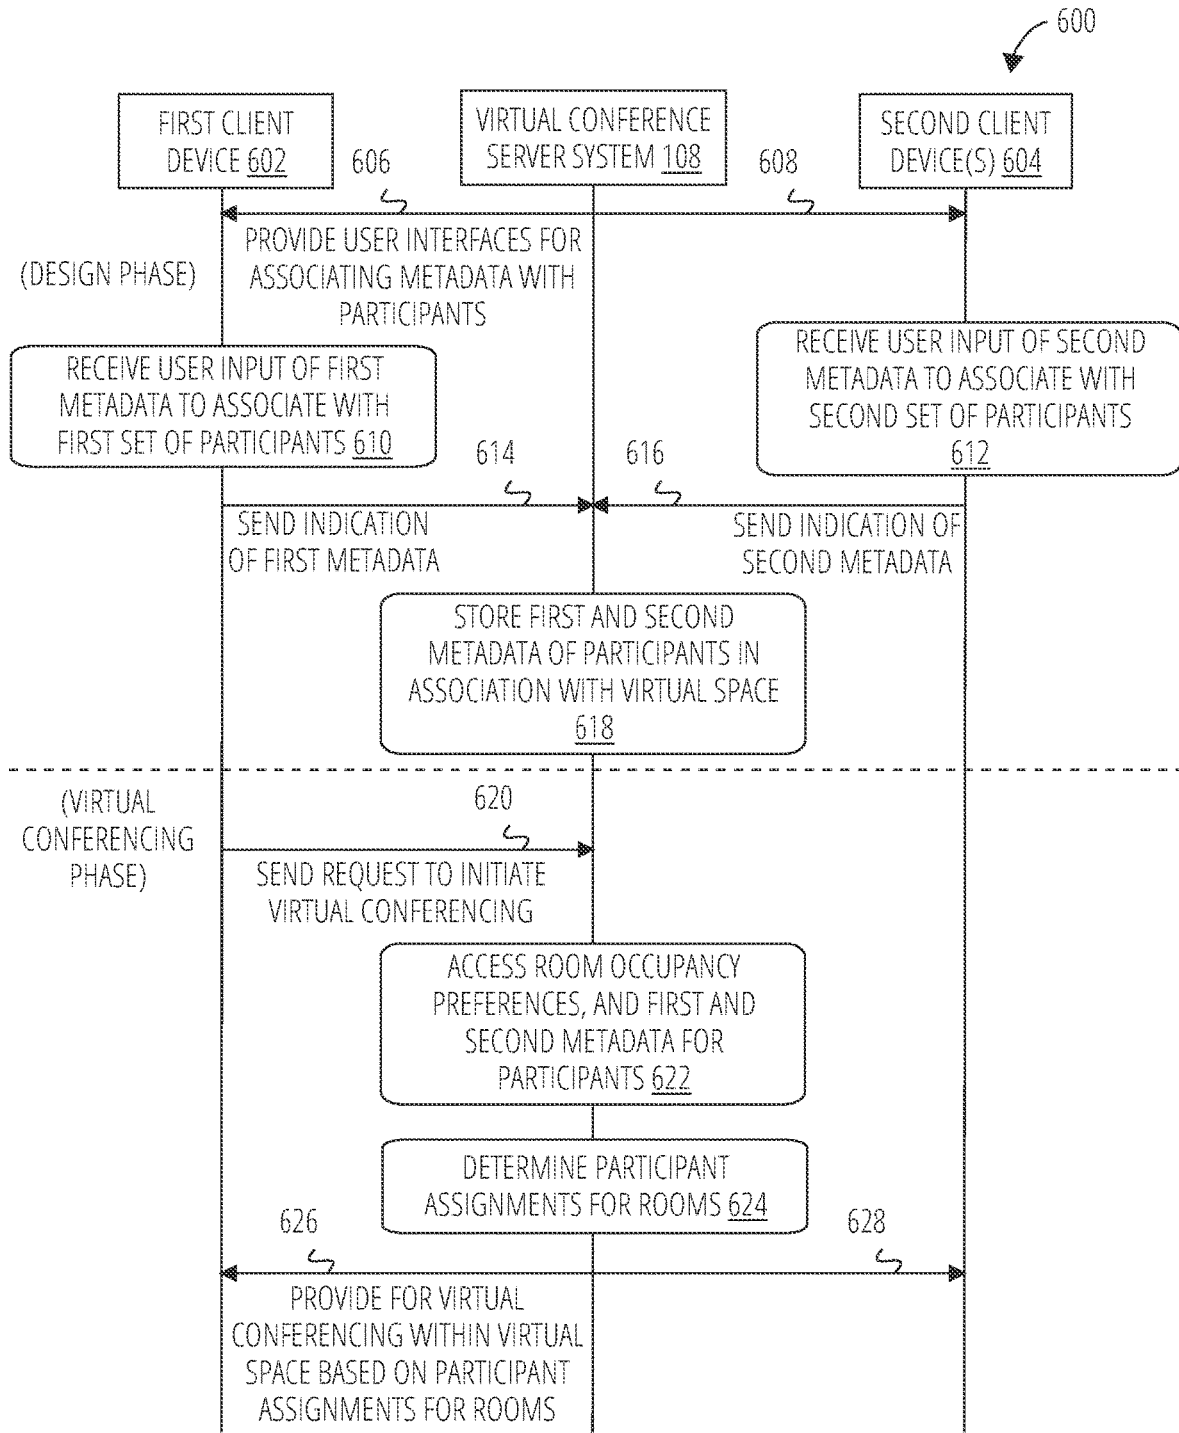 600
FIRST CLIENT
DEVICE 602
VIRTUAL CONFERENCE
SERVER SYSTEM 108
SECOND CLIENT
DEVICE(S) 604
606
608
PROVIDE USER INTERFACES FOR
ASSOCIATING METADATA WITH
PARTICIPANTS
(DESIGN PHASE)
RECEIVE USER INPUT OF FIRST
METADATA TO ASSOCIATE WITH
FIRST SET OF PARTICIPANTS 610
RECEIVE USER INPUT OF SECOND
METADATA TO ASSOCIATE WITH
SECOND SET OF PARTICIPANTS
612
614
616
SEND INDICATION
OF FIRST METADATA
SEND INDICATION OF
SECOND METADATA
STORE FIRST AND SECOND
METADATA OF PARTICIPANTS IN
ASSOCIATION WITH VIRTUAL SPACE
618
(VIRTUAL
CONFERENCING
PHASE)
620
SEND REQUEST TO INITIATE
VIRTUAL CONFERENCING
ACCESS ROOM OCCUPANCY
PREFERENCES, AND FIRST AND
SECOND METADATA FOR
PARTICIPANTS 622
DETERMINE PARTICIPANT
ASSIGNMENTS FOR ROOMS 624
626
628
PROVIDE FOR VIRTUAL
CONFERENCING WITHIN VIRTUAL
SPACE BASED ON PARTICIPANT
ASSIGNMENTS FOR ROOMS